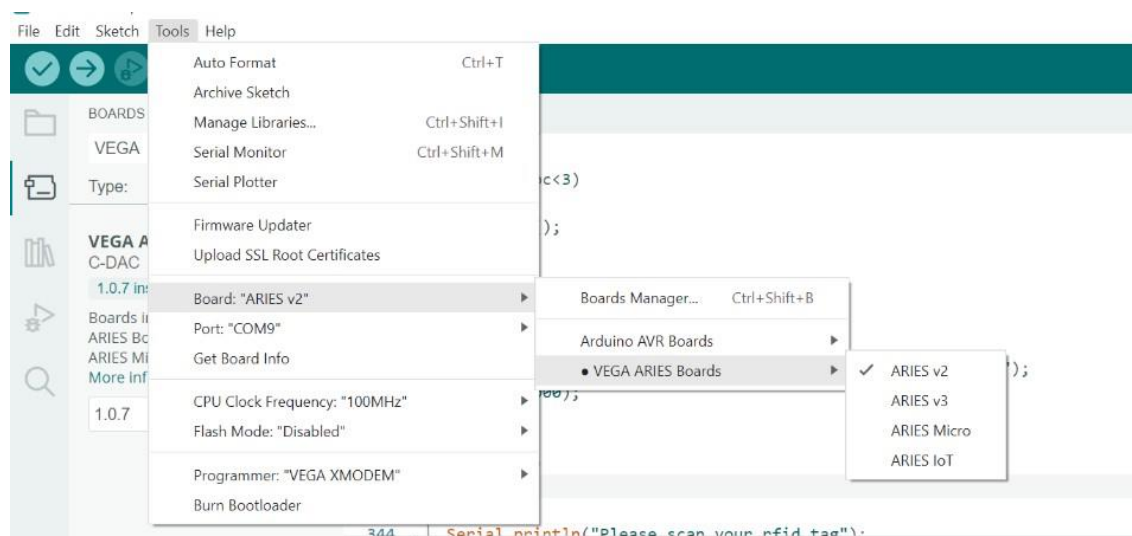 File Edit Sketch Tools Help
Auto Format Ctrl+T
Archive Sketch
Manage Libraries... Ctrl+Shift+I
Serial Monitor Ctrl+Shift+M
Serial Plotter
Firmware Updater
Upload SSL Root Certificates
Board: "ARIES v2"
Port: "COM9"
Get Board Info
CPU Clock Frequency: "100MHz"
Flash Mode: "Disabled"
Programmer: "VEGA XMODEM"
Burn Bootloader
BOARDS
VEGA
Type:
VEGA A
C-DAC
1.0.7 in
Boards i
ARIES Bo
ARIES Mi
More inf
1.0.7
Boards Manager... Ctrl+Shift+B
Arduino AVR Boards
• VEGA ARIES Boards
✓ ARIES v2
ARIES v3
ARIES Micro
ARIES IoT
c<3)
);
);
);
344 Serial.println("Please scan your rfid tag");